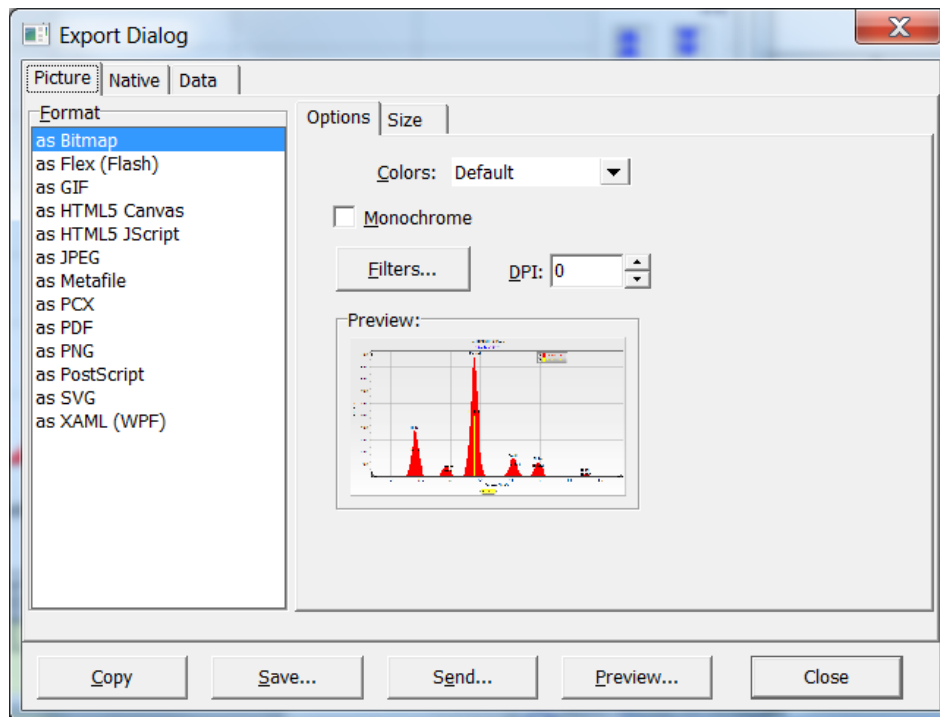 Export Dialog
X
Picture Native Data
Format
as Bitmap
as Flex (Flash)
as GIF
as HTML5 Canvas
as HTML5 JScript
as JPEG
as Metafile
as PCX
as PDF
as PNG
as PostScript
as SVG
as XAML (WPF)
Options Size
Colors: Default
Monochrome
Filters... DPI: 0
Preview:
Copy Save... Send... Preview... Close